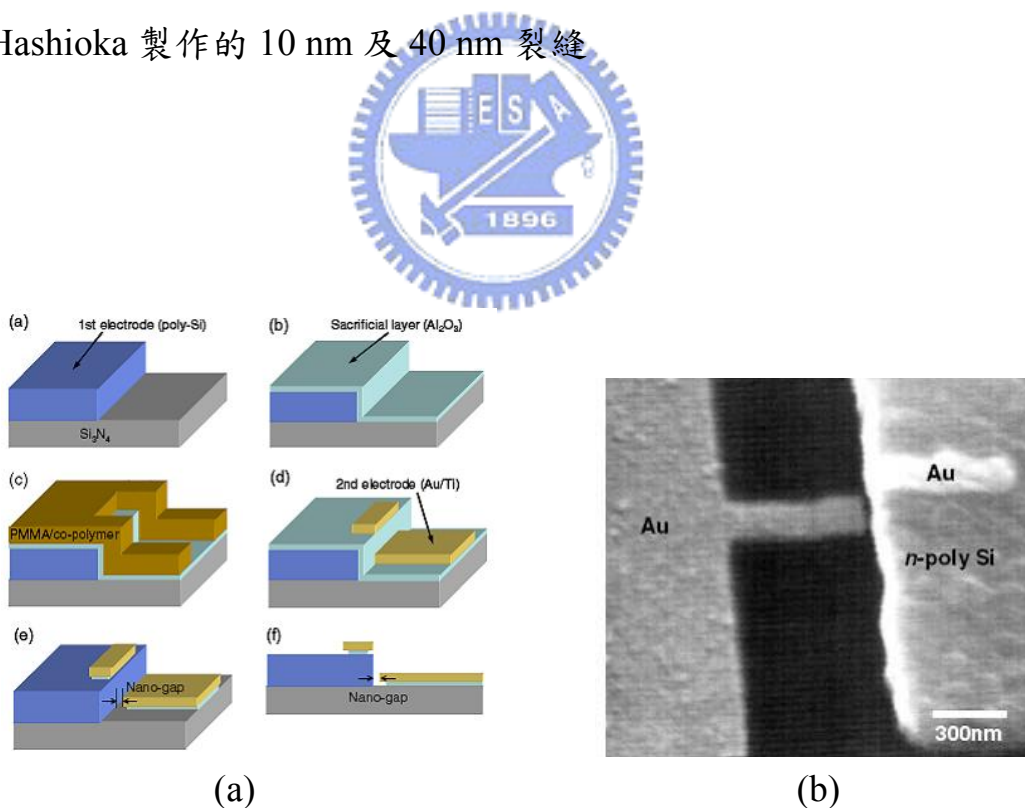 Hashioka 製作的 10 nm 及 40 nm 裂縫
E S A
1896
(a)
1st electrode (poly-Si)
Si₃N₄
(b)
Sacrificial layer (Al₂O₃)
(c)
PMMA/co-polymer
(d)
2nd electrode (Au/Ti)
(e)
Nano-gap
(f)
Nano-gap
Au
Au
n-poly Si
300nm
(a)
(b)